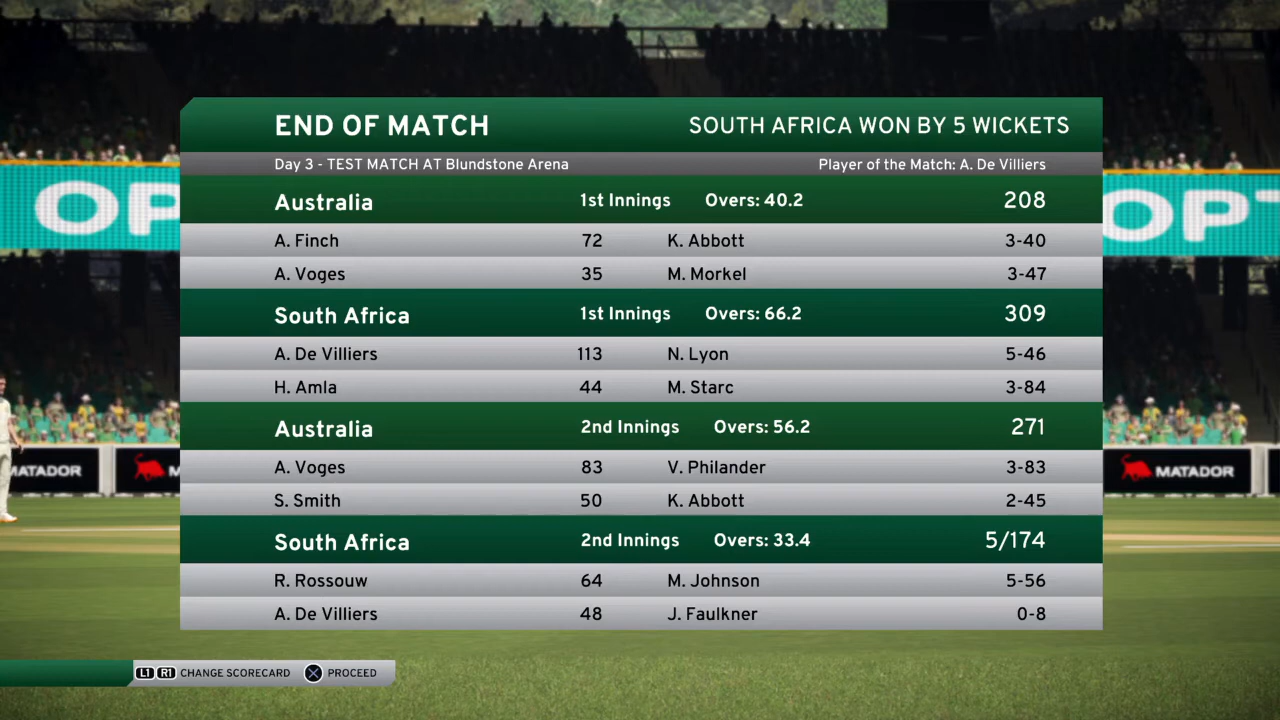 END OF MATCH SOUTH AFRICA WON BY 5 WICKETS
Day 3 - TEST MATCH AT Blundstone Arena Player of the Match: A. De Villiers
Australia 1st Innings Overs: 40.2 208
A. Finch 72 K. Abbott 3-40
A. Voges 35 M. Morkel 3-47
South Africa 1st Innings Overs: 66.2 309
A. De Villiers 113 N. Lyon 5-46
H. Amla 44 M. Starc 3-84
Australia 2nd Innings Overs: 56.2 271
A. Voges 83 V. Philander 3-83
S. Smith 50 K. Abbott 2-45
South Africa 2nd Innings Overs: 33.4 5/174
R. Rossouw 64 M. Johnson 5-56
A. De Villiers 48 J. Faulkner 0-8
OP OPT
MATADOR M MATADOR
L1 R1 CHANGE SCORECARD X PROCEED